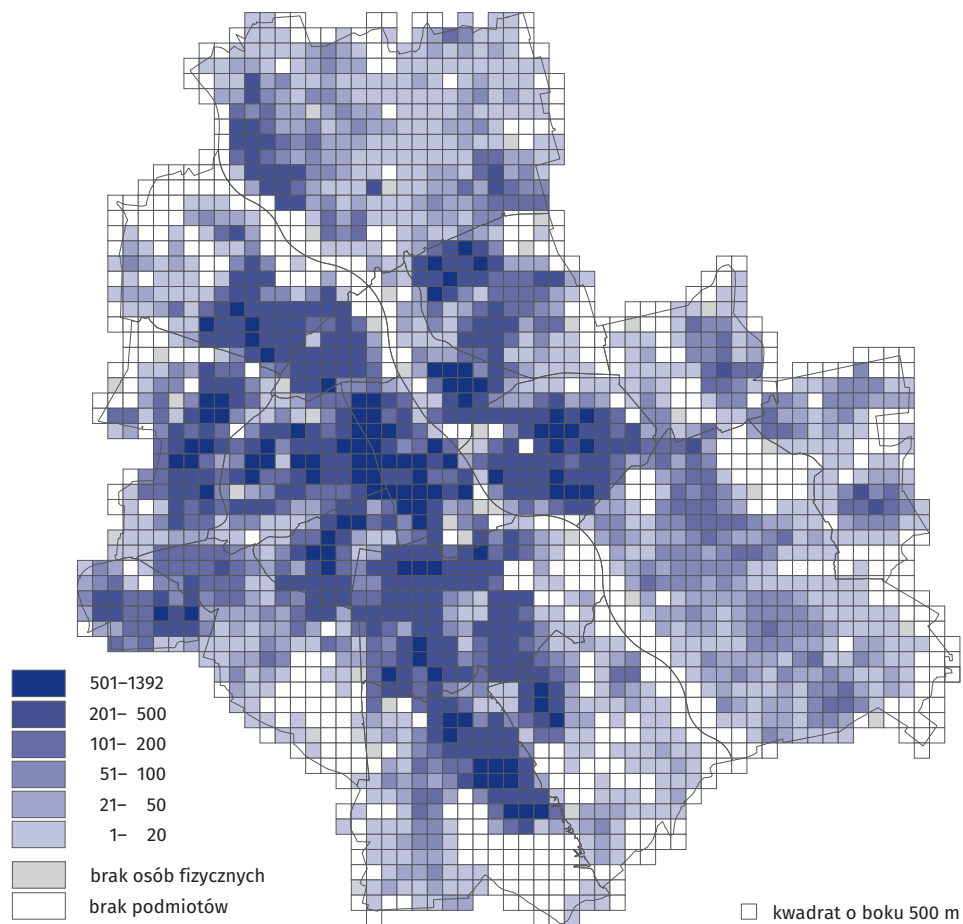 501–1392
201– 500
101– 200
51– 100
21– 50
1– 20
brak osób fizycznych
brak podmiotów
kwadrat o boku 500 m